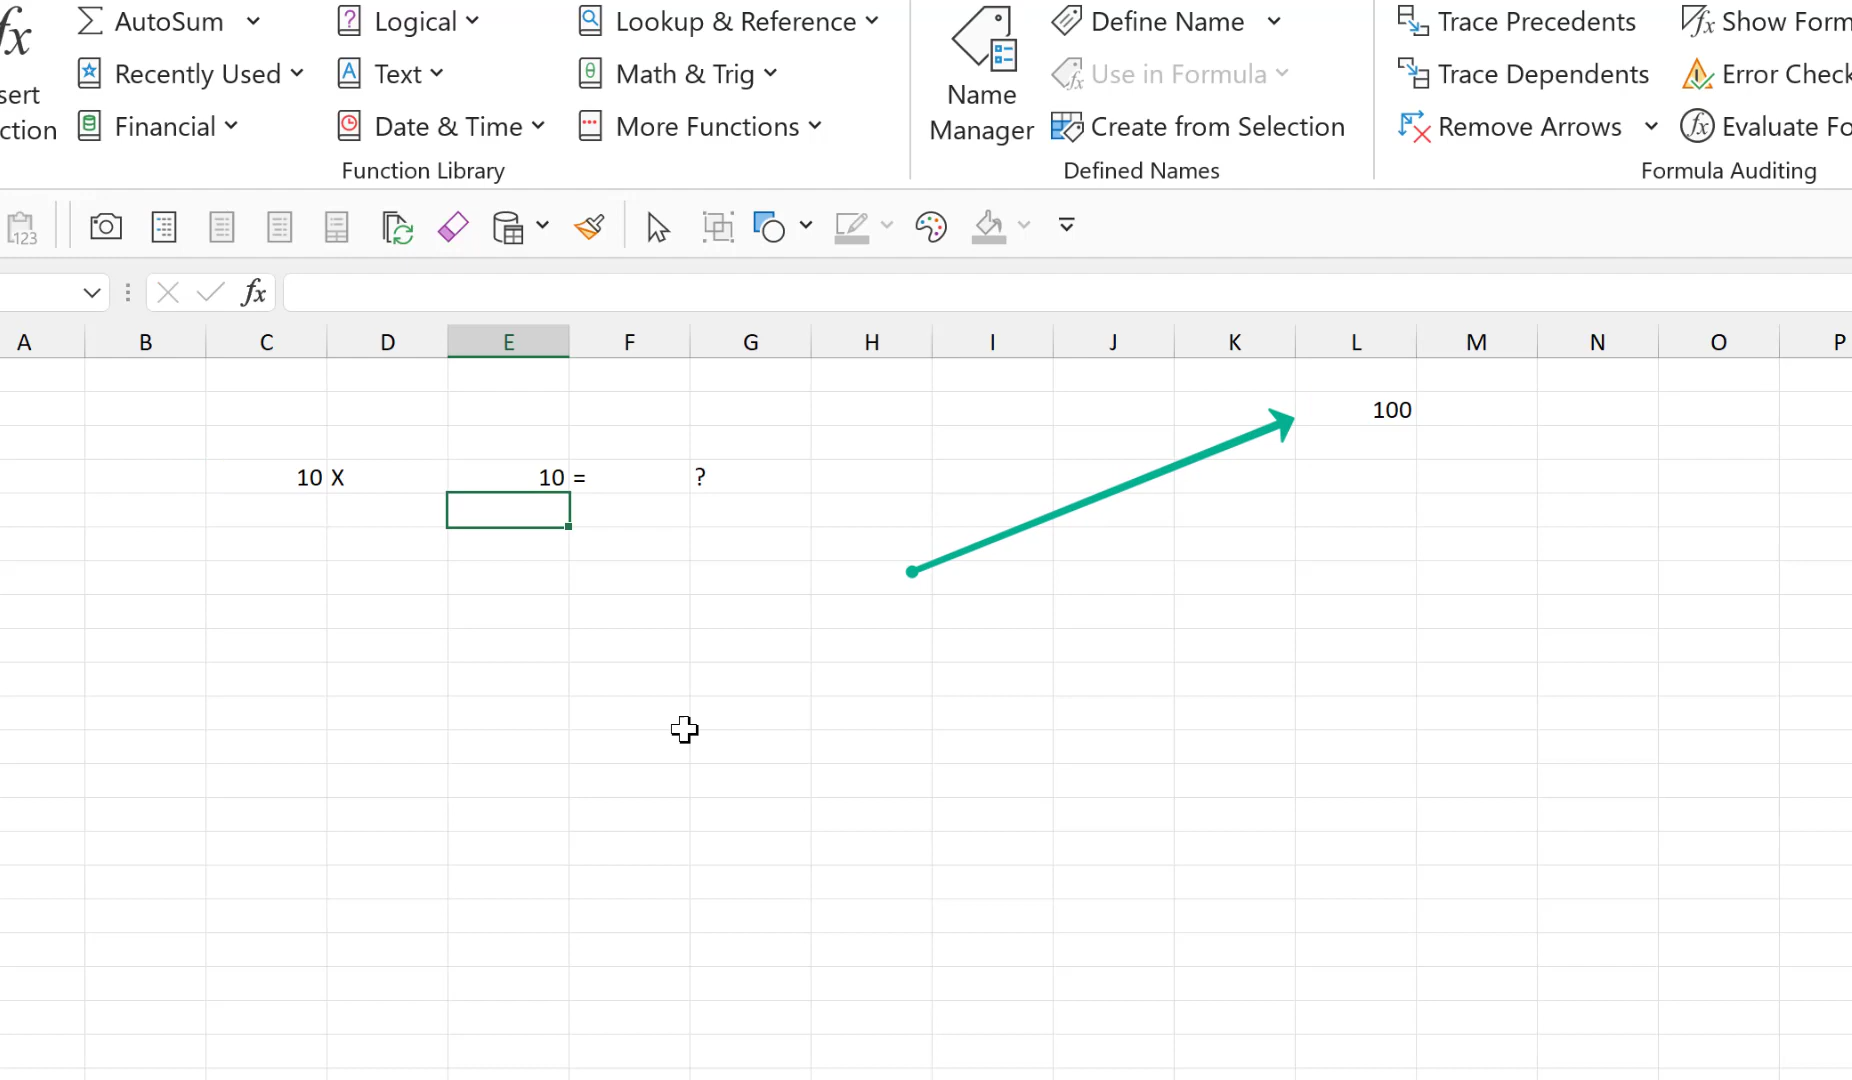 AutoSum
Logical
Lookup & Reference
Define Name
Trace Precedents
Show Form
fx
Recently Used
Text
Math & Trig
Name
Manager
Use in Formula
Trace Dependents
Error Check
sert
ction
Financial
Date & Time
More Functions
Create from Selection
Remove Arrows
Evaluate Fo
Function Library
Defined Names
Formula Auditing
123
fx
A B C D E F G H I J K L M N O P
100
10 X 10 = ?